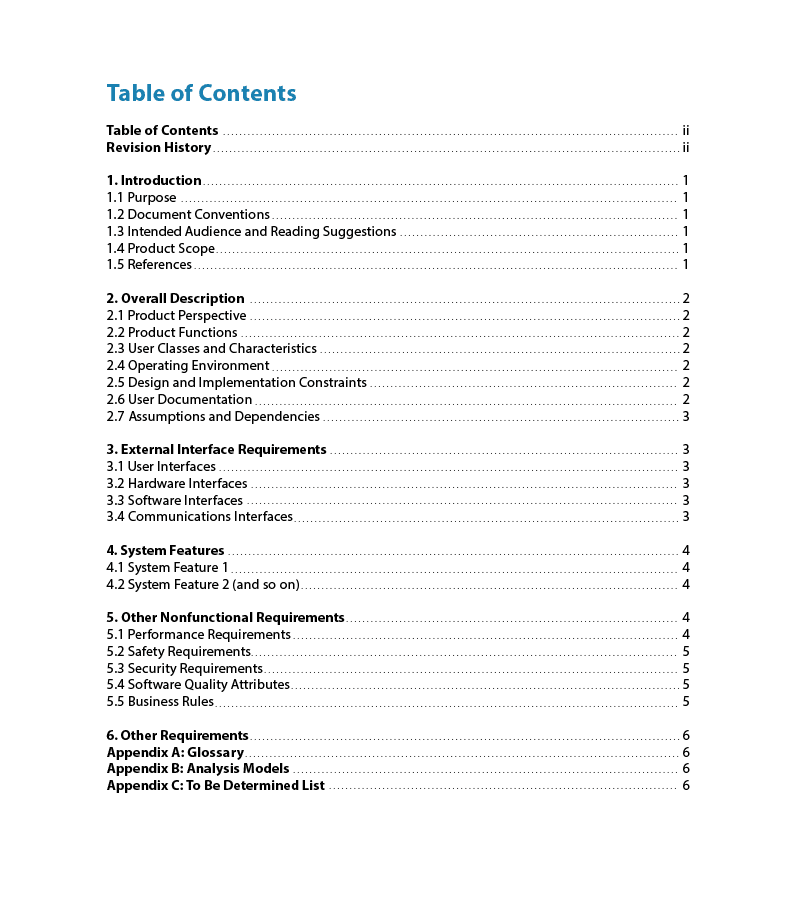 Table of Contents
Table of Contents ........ ii
Revision History ........ ii
1. Introduction ........ 1
1.1 Purpose ........ 1
1.2 Document Conventions ........ 1
1.3 Intended Audience and Reading Suggestions ........ 1
1.4 Product Scope ........ 1
1.5 References ........ 1
2. Overall Description ........ 2
2.1 Product Perspective ........ 2
2.2 Product Functions ........ 2
2.3 User Classes and Characteristics ........ 2
2.4 Operating Environment ........ 2
2.5 Design and Implementation Constraints ........ 2
2.6 User Documentation ........ 2
2.7 Assumptions and Dependencies ........ 3
3. External Interface Requirements ........ 3
3.1 User Interfaces ........ 3
3.2 Hardware Interfaces ........ 3
3.3 Software Interfaces ........ 3
3.4 Communications Interfaces ........ 3
4. System Features ........ 4
4.1 System Feature 1 ........ 4
4.2 System Feature 2 (and so on) ........ 4
5. Other Nonfunctional Requirements ........ 4
5.1 Performance Requirements ........ 4
5.2 Safety Requirements ........ 5
5.3 Security Requirements ........ 5
5.4 Software Quality Attributes ........ 5
5.5 Business Rules ........ 5
6. Other Requirements ........ 6
Appendix A: Glossary ........ 6
Appendix B: Analysis Models ........ 6
Appendix C: To Be Determined List ........ 6